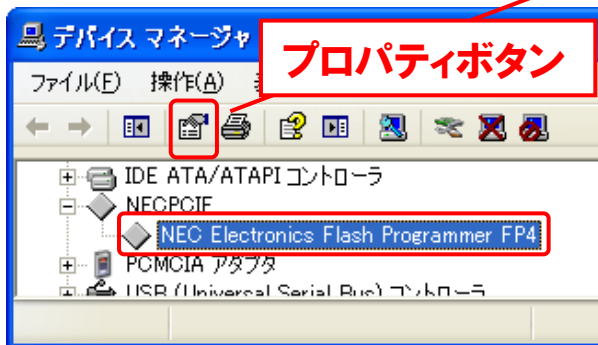 デバイス マネージャ
プロパティボタン
ファイル(F) 操作(A)
IDE ATA/ATAPI コントローラ
NECPCIF
NEC Electronics Flash Programmer FP4
PCMCIA アダプタ
USB (Universal Serial Bus) コントローラ